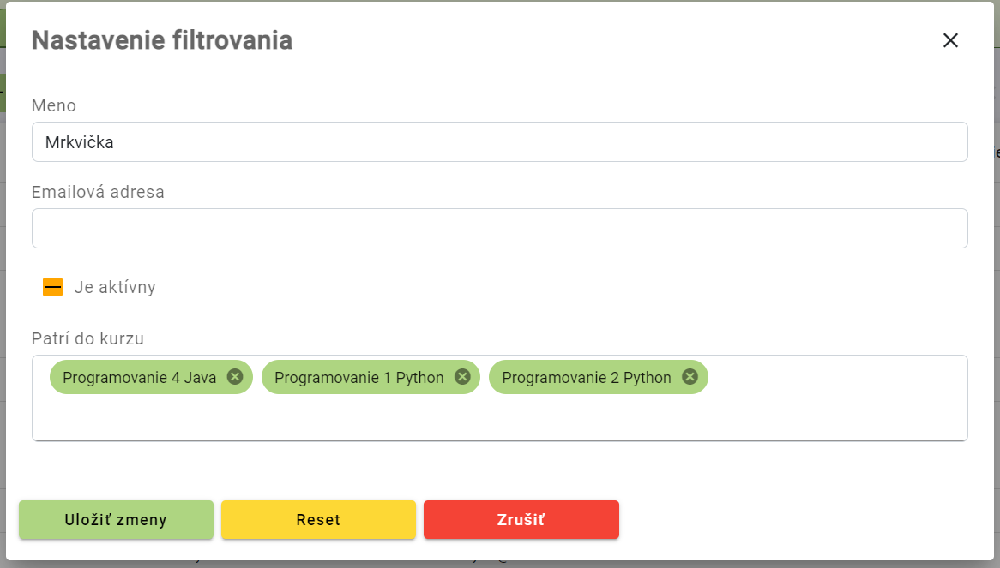 Nastavenie filtrovania
Meno
Mrkvička
Emailová adresa
Je aktívny
Patrí do kurzu
Programovanie 4 Java Programovanie 1 Python Programovanie 2 Python
Uložiť zmeny Reset Zrušiť